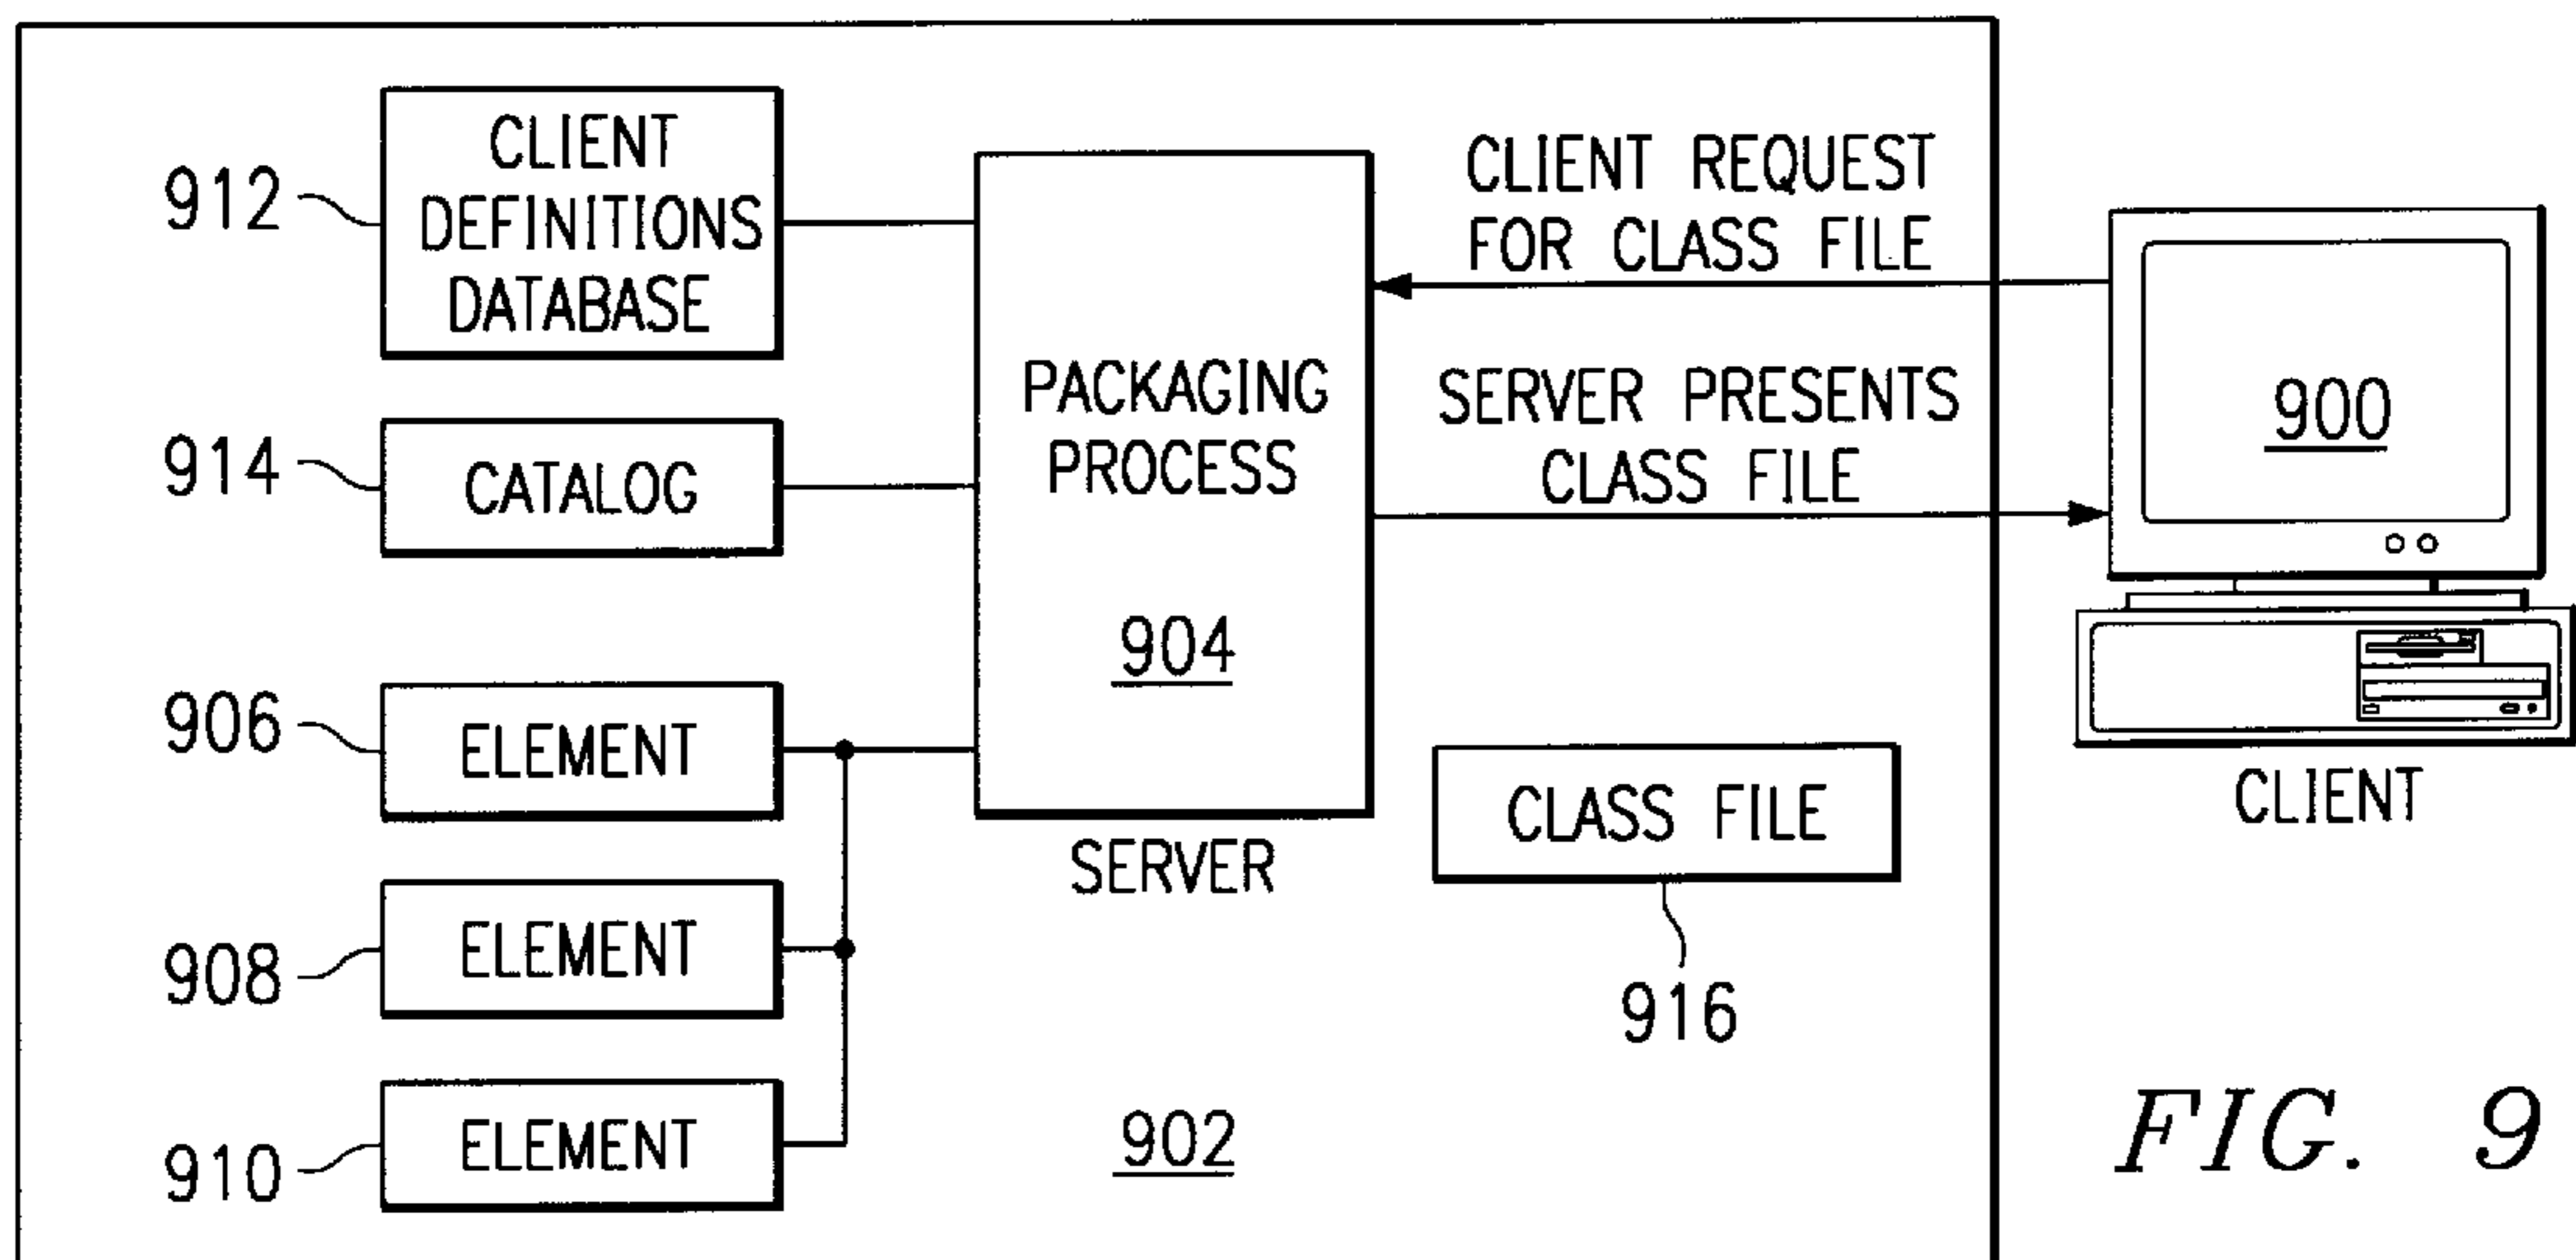 912
CLIENT
DEFINITIONS
DATABASE
914
CATALOG
906
ELEMENT
908
ELEMENT
910
ELEMENT
PACKAGING
PROCESS
904
SERVER
902
CLIENT REQUEST
FOR CLASS FILE
SERVER PRESENTS
CLASS FILE
CLASS FILE
916
900
CLIENT
FIG. 9